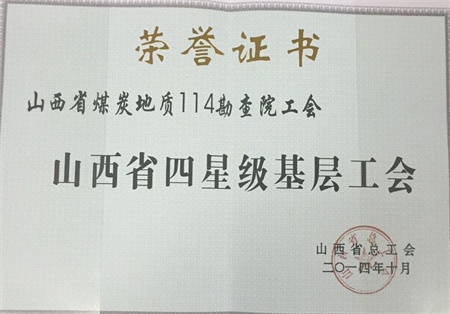 荣誉证书
山西省煤炭地质114勘查院工会
山西省四星级基层工会
山西省总工会
二〇一四年十月